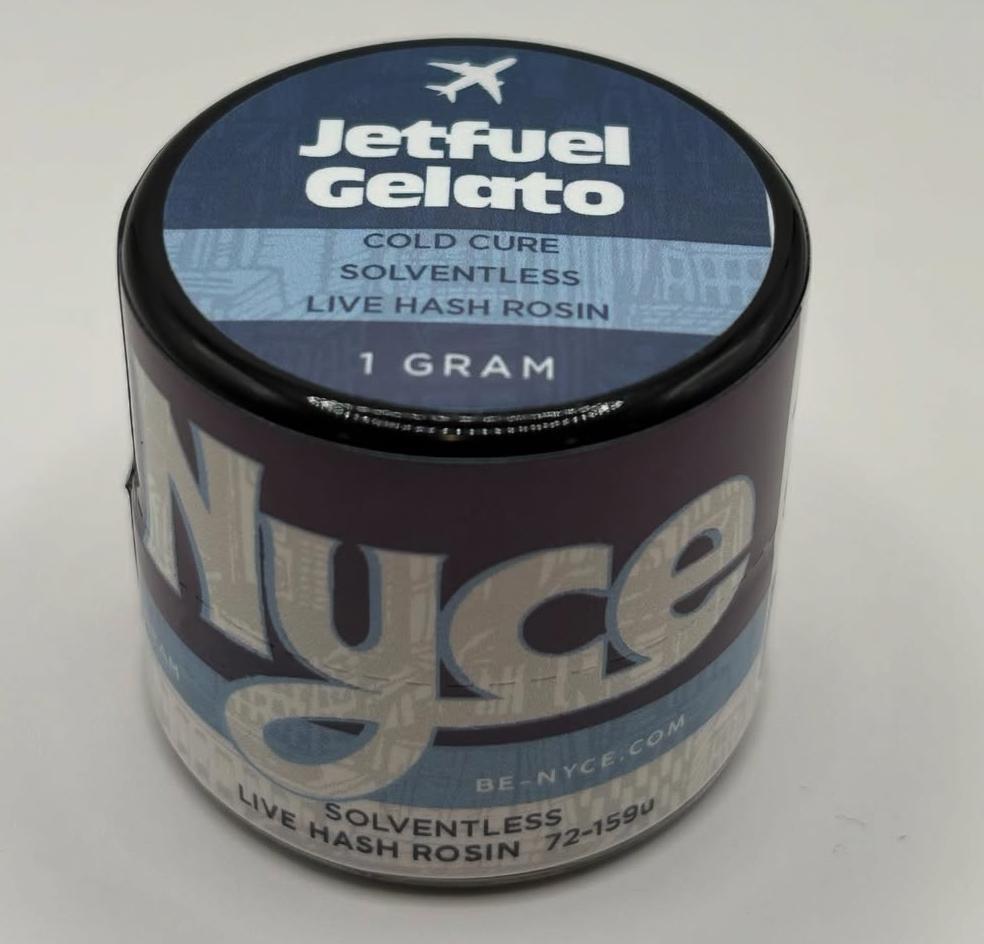 Jetfuel
Gelato
COLD CURE
SOLVENTLESS
LIVE HASH ROSIN
1 GRAM
Nyce
BE-NYCE.COM
SOLVENTLESS
LIVE HASH ROSIN 72-159u